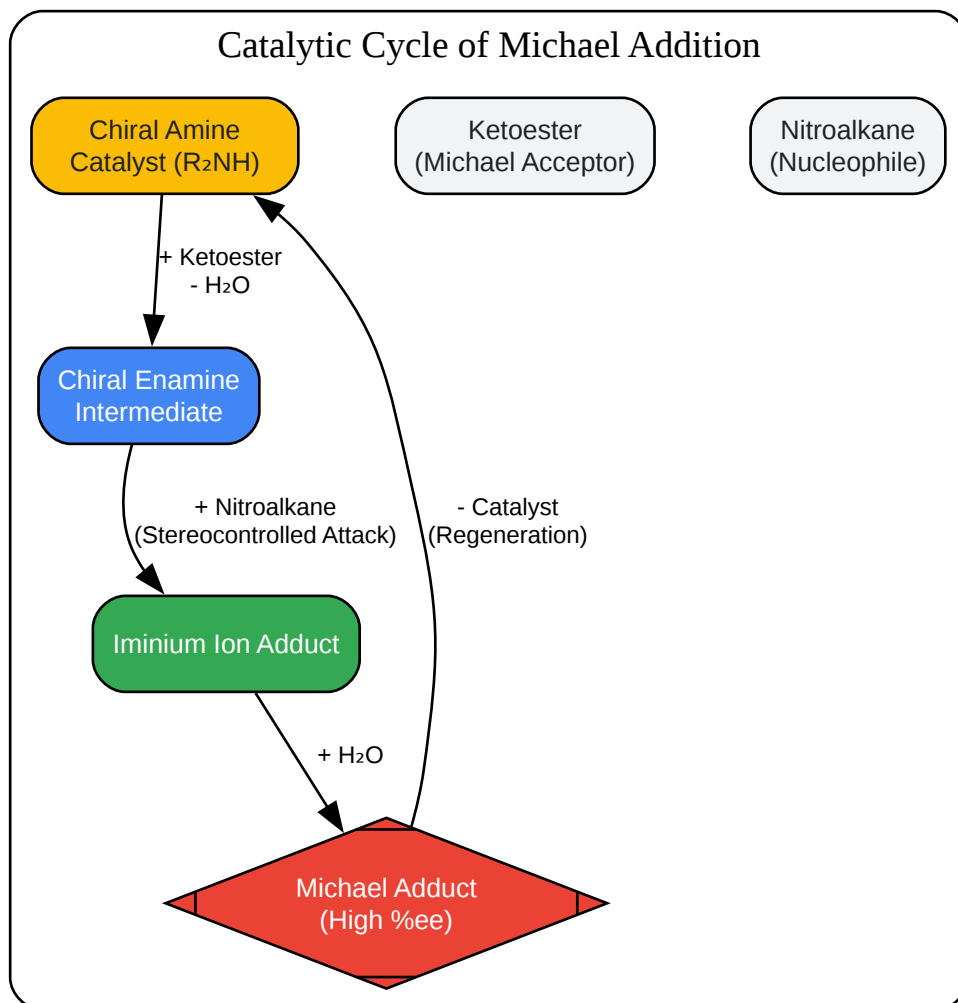 Catalytic Cycle of Michael Addition
Chiral Amine
Catalyst (R₂NH)
Ketoester
(Michael Acceptor)
Nitroalkane
(Nucleophile)
+ Ketoester
- H₂O
Chiral Enamine
Intermediate
+ Nitroalkane
(Stereocontrolled Attack)
- Catalyst
(Regeneration)
Iminium Ion Adduct
+ H₂O
Michael Adduct
(High %ee)